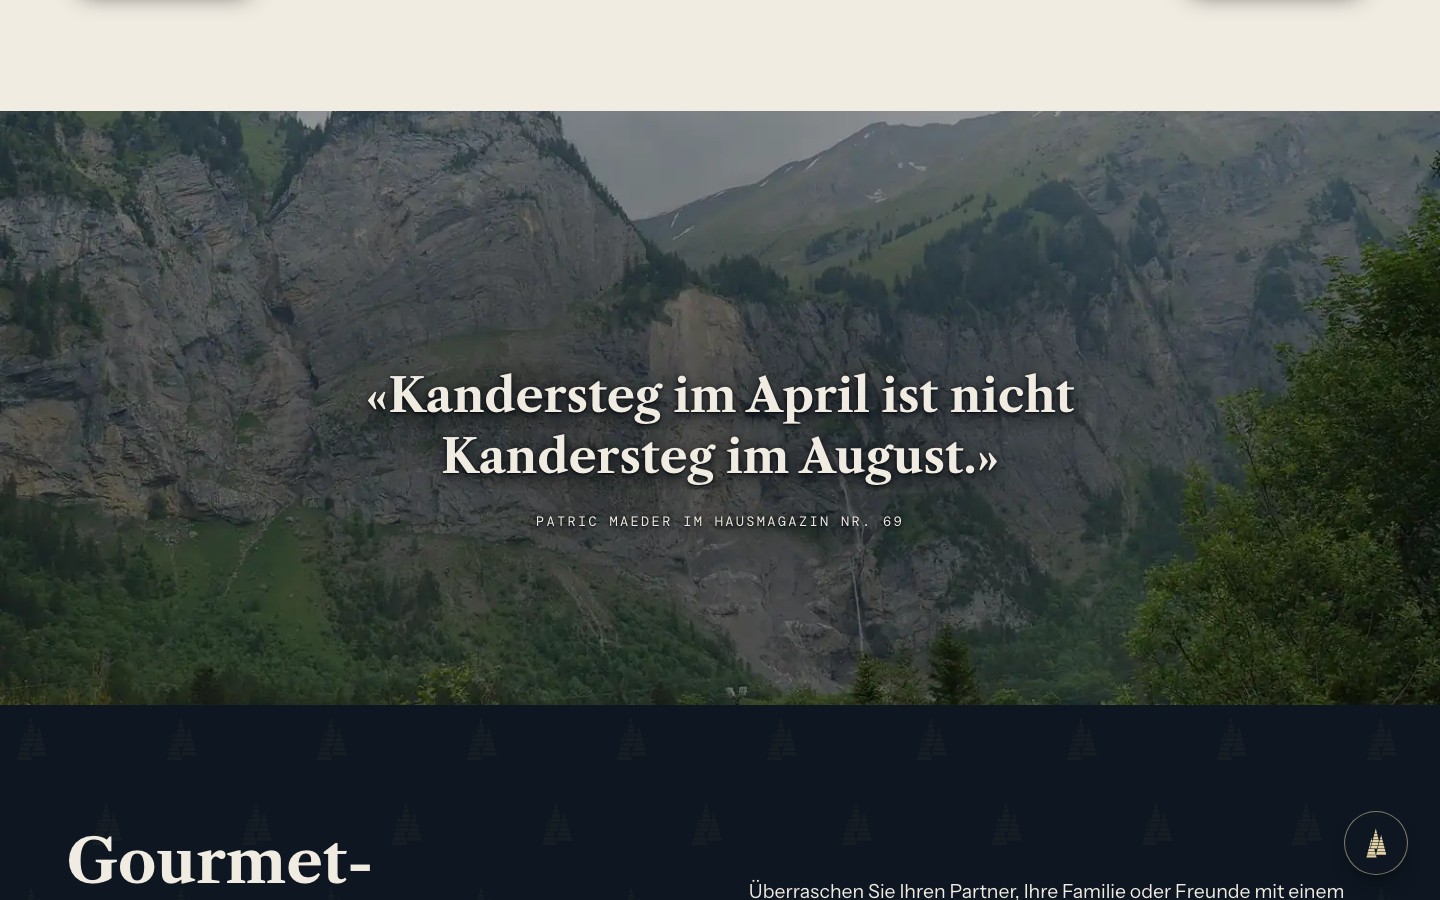 «Kandersteg im April ist nicht
Kandersteg im August.»
PATRIC MAEDER IM HAUSMAGAZIN NR. 69
Gourmet-
Überraschen Sie Ihren Partner, Ihre Familie oder Freunde mit einem